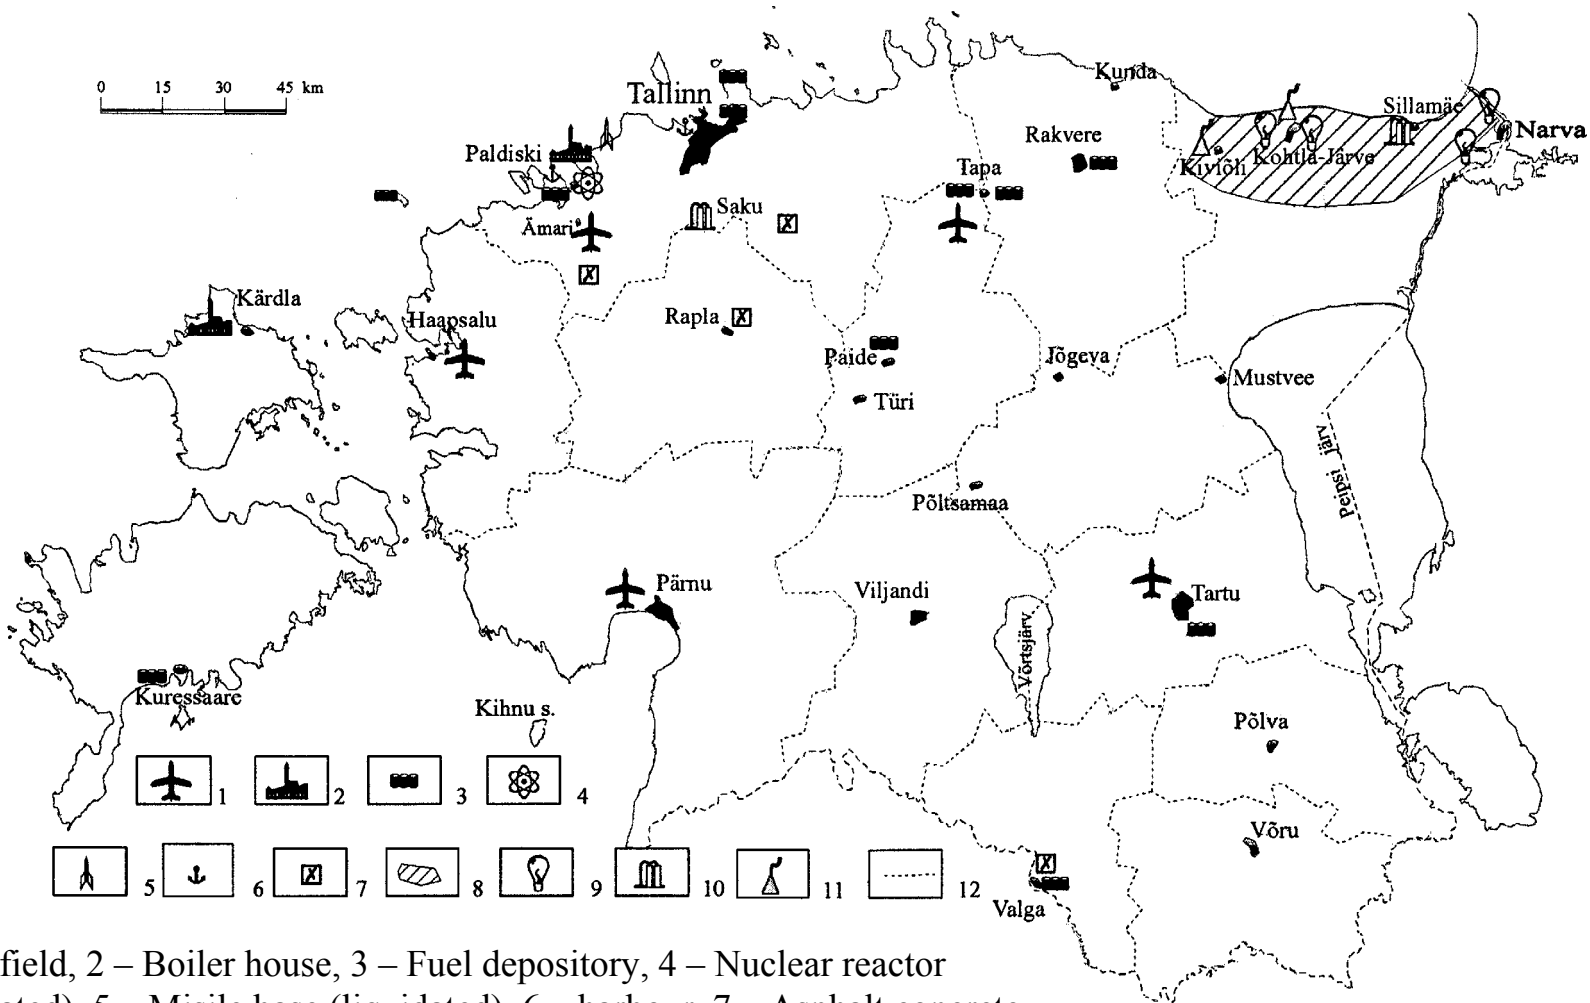 0 15 30 45 km
Tallinn
Kunda
Sillamäe
Narva
Rakvere
Paldiski
Kiviõli
Kohtla-Järve
Tapa
Saku
Ämari
Kärdla
Haapsalu
Rapla
Paide
Jõgeva
Mustvee
Türi
Peipsi Järv
Põltsamaa
Pärnu
Viljandi
Tartu
Võrtsjärv
Kuressaare
Kihnu s.
Põlva
1 2 3 4
Võru
5 6 7 8 9 10 11 12
Valga
field, 2 – Boiler house, 3 – Fuel depository, 4 – Nuclear reactor